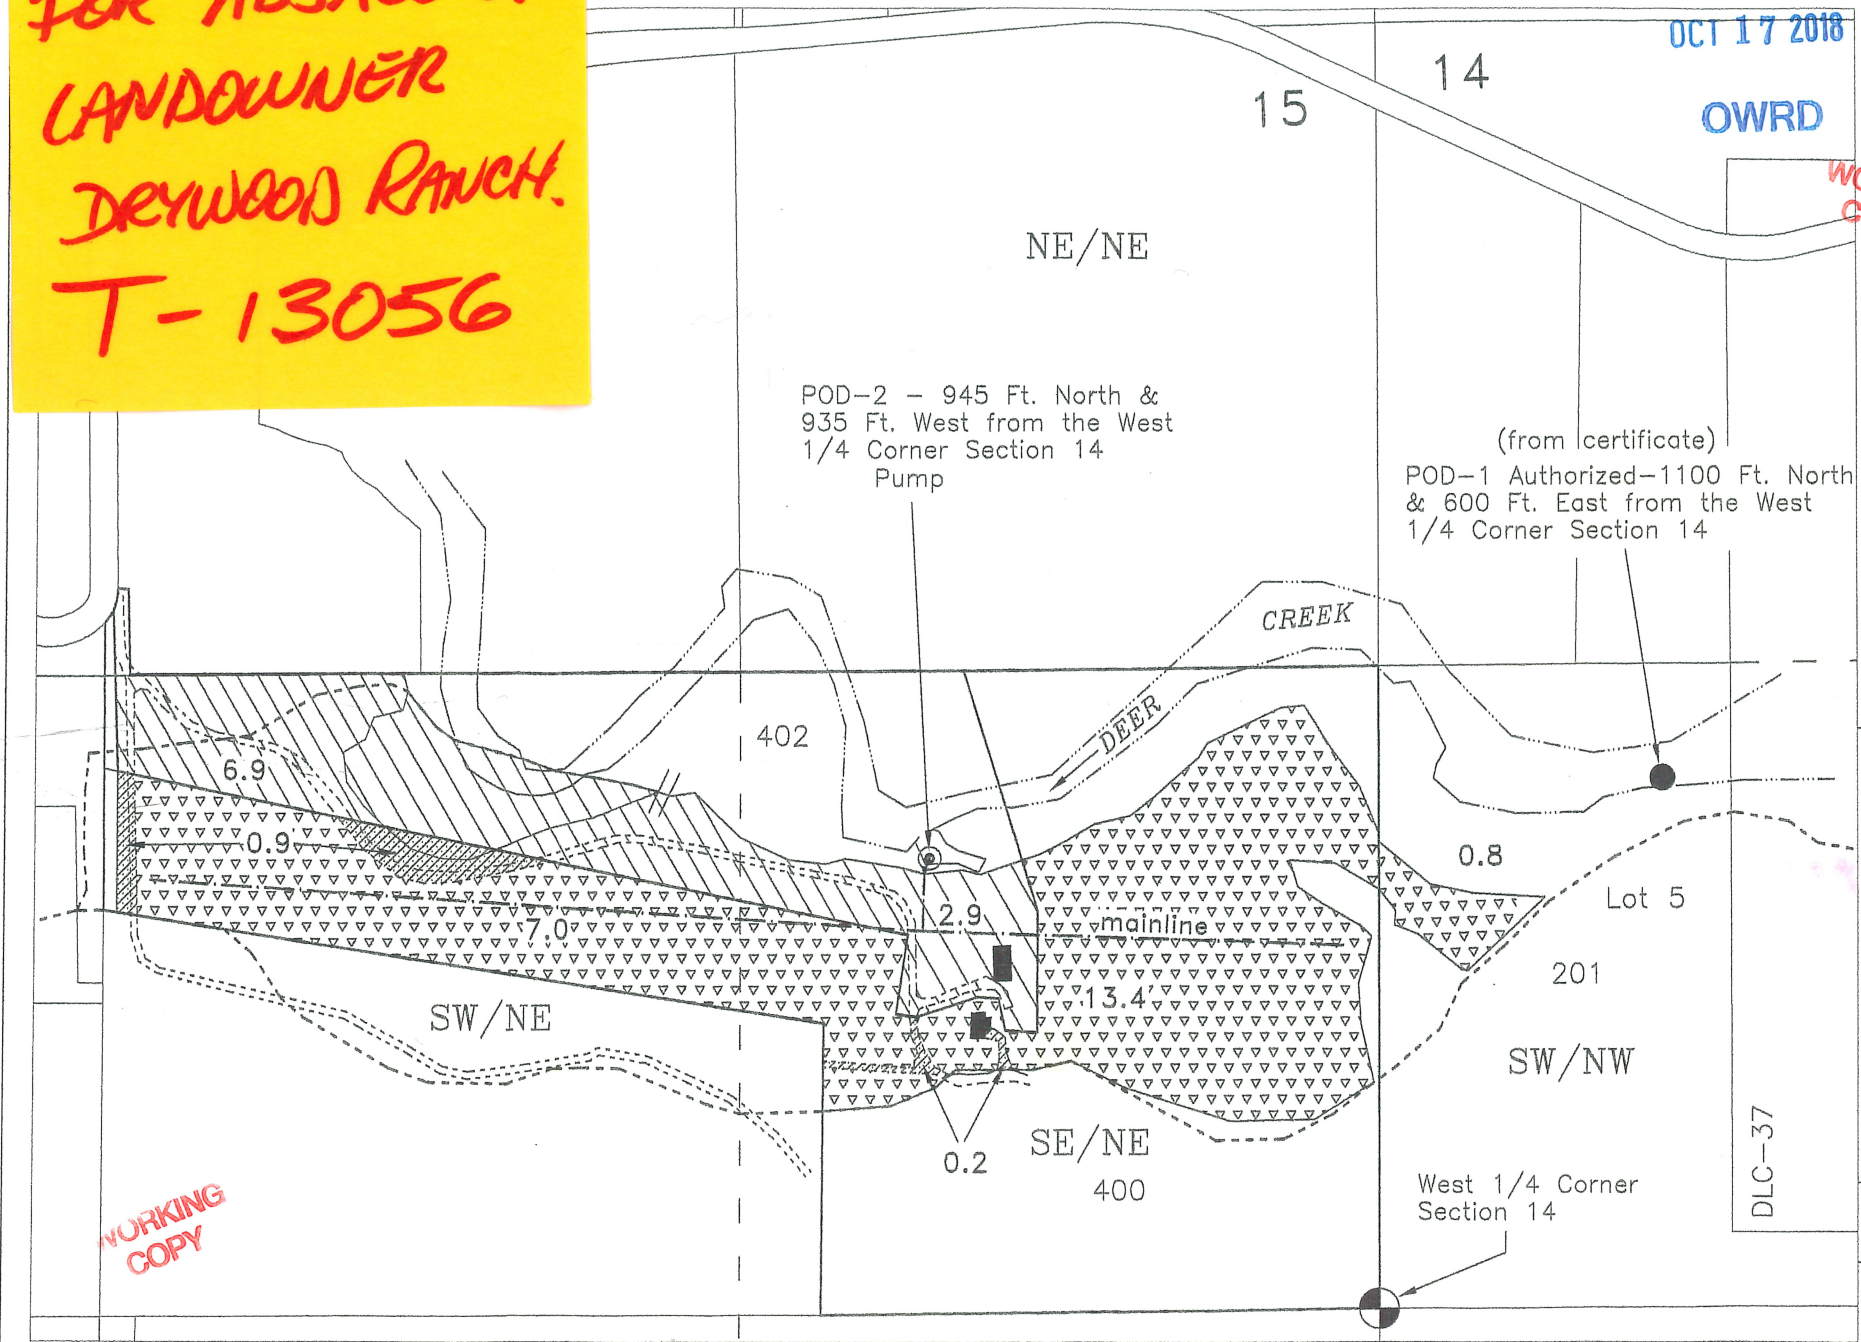 FOR
LANDOWNER
DRYWOOD RANCH.
T-13056
OCT 17 2018
OWRD
14
15
NE/NE
POD-2 - 945 Ft. North &
935 Ft. West from the West
1/4 Corner Section 14
Pump
(from certificate)
POD-1 Authorized-1100 Ft. North
& 600 Ft. East from the West
1/4 Corner Section 14
CREEK
DEER
402
6.9
0.9
0.8
Lot 5
2.9
mainline
7.0
201
13.4
SW/NE
SW/NW
SE/NE
0.2
400
DLC-37
West 1/4 Corner
Section 14
WORKING
COPY